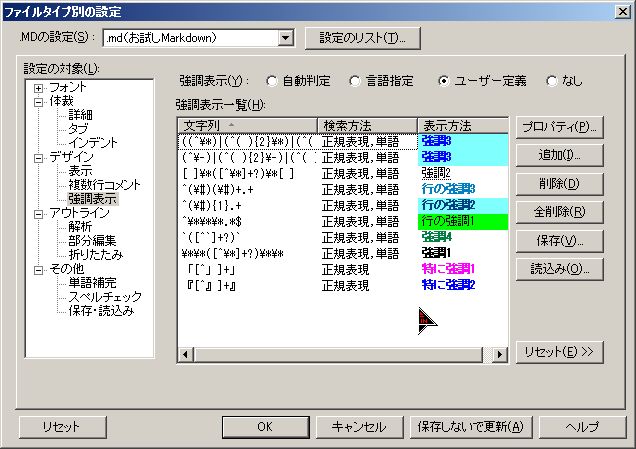 ファイルタイプ別の設定
.MDの設定(S): .md(お試しMarkdown) 設定のリスト(T)...
設定の対象(L):
フォント
体裁
詳細
タブ
インデント
デザイン
表示
複数行コメント
強調表示
アウトライン
解析
部分編集
折りたたみ
その他
単語補完
スペルチェック
保存・読込み
強調表示(Y): 自動判定 言語指定 ユーザー定義 なし
強調表示一覧(H):
文字列 検索方法 表示方法
((^¥*)|(^( ){2}¥*)|(^( 正規表現,単語 強調3
(^¥-)|(^( ){2}¥-)|(^( 正規表現,単語 強調3
[ ]¥*([^¥*]+?)¥*[ ] 正規表現,単語 強調2
^(¥#)(¥#)+.+ 正規表現,単語 行の強調3
^(¥#){1}.+ 正規表現,単語 行の強調2
^¥*¥*¥*.*$ 正規表現,単語 行の強調1
`([^`]+?)` 正規表現,単語 強調4
¥*¥*([^¥*]+?)¥*¥* 正規表現,単語 強調1
「[^」]+」 正規表現 特に強調1
『[^』]+』 正規表現 特に強調2
プロパティ(P)...
追加(I)...
削除(D)
全削除(R)
保存(V)...
読込み(O)...
リセット(E) >>
リセット OK キャンセル 保存しないで更新(A) ヘルプ